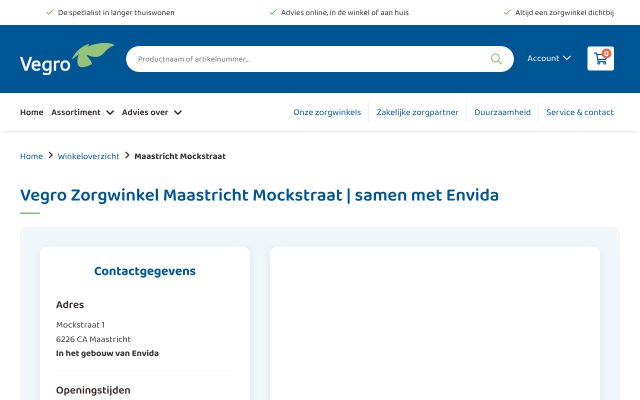 De specialist in langer thuiswonen
Advies online, in de winkel of aan huis
Altijd een zorgwinkel dichtbij
Vegro
Productnaam of artikelnummer...
Account
0
Home
Assortiment
Advies over
Onze zorgwinkels
Zakelijke zorgpartner
Duurzaamheid
Service & contact
Home
Winkeloverzicht
Maastricht Mockstraat
Vegro Zorgwinkel Maastricht Mockstraat | samen met Envida
Contactgegevens
Adres
Mockstraat 1
6226 CA Maastricht
In het gebouw van Envida
Openingstijden